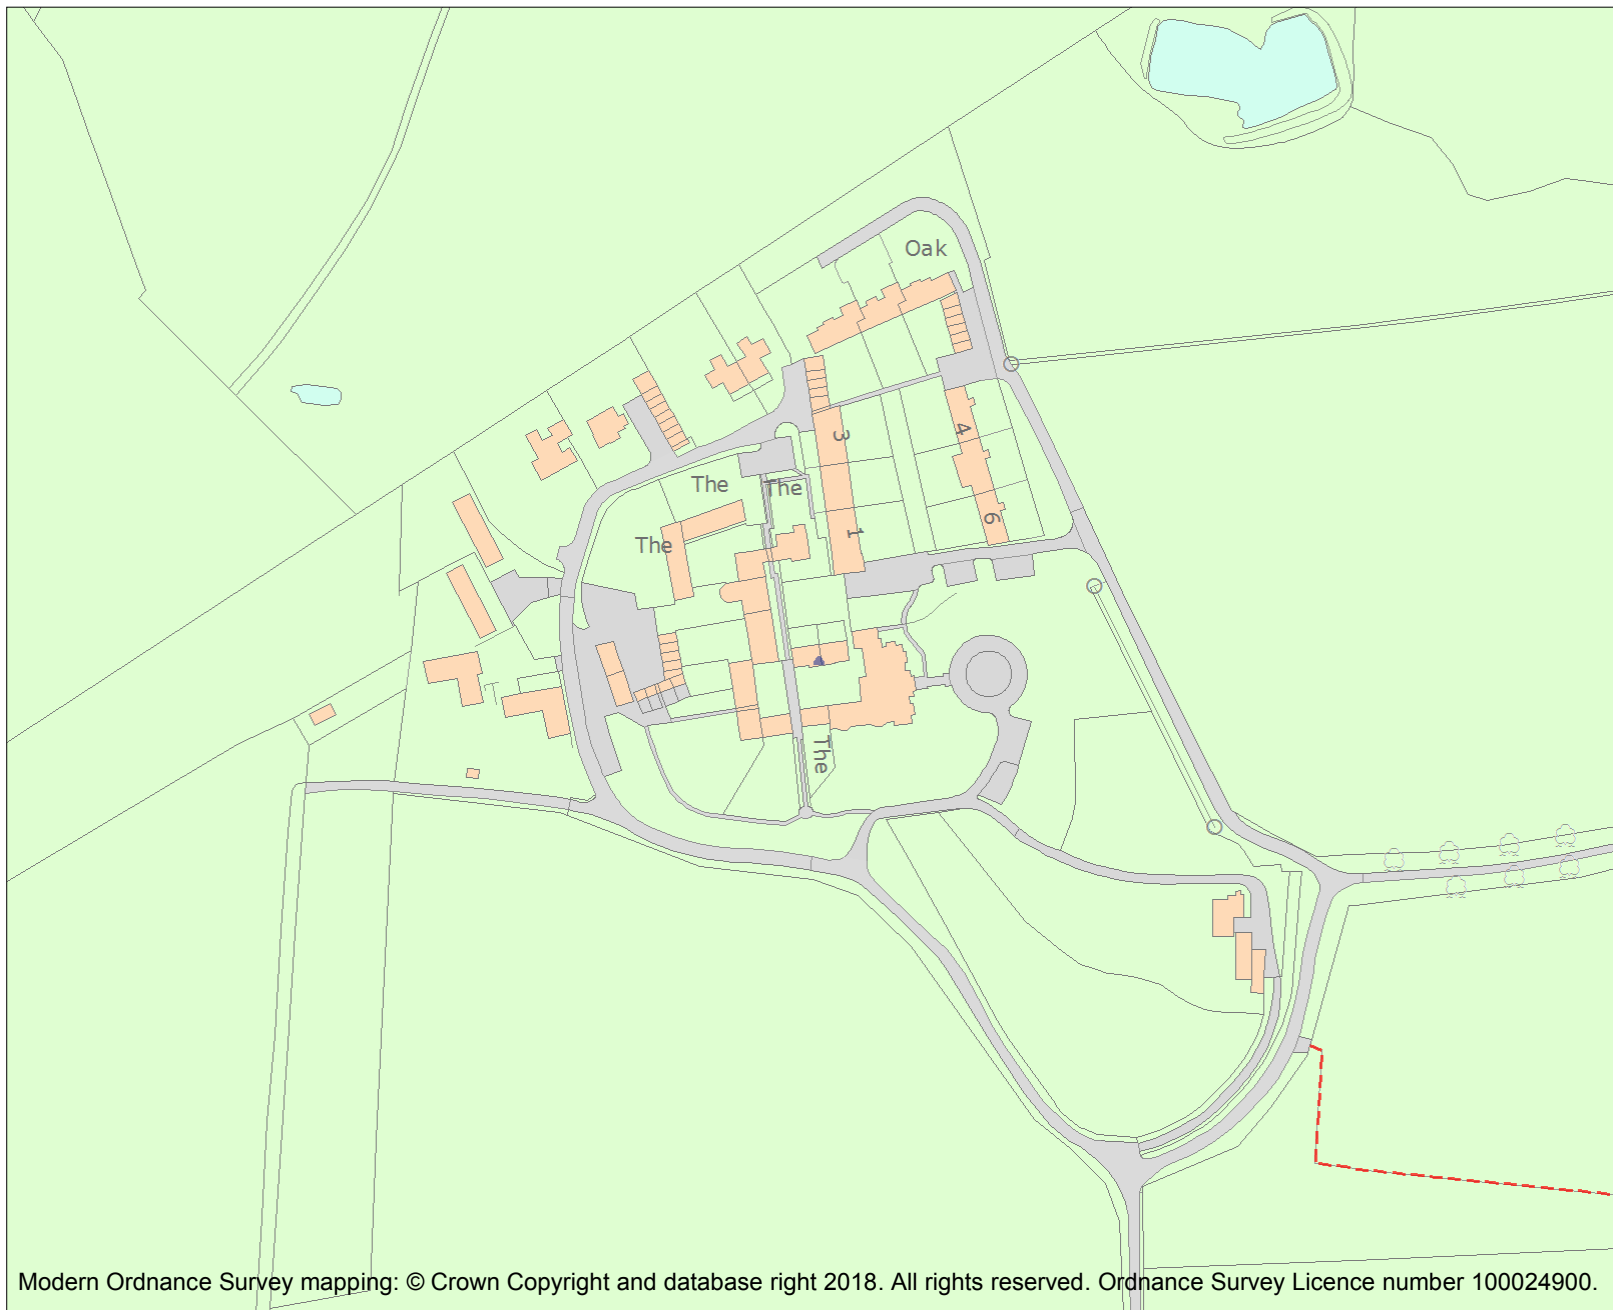 Oak
3
4
The
The
6
1
The
The
Modern Ordnance Survey mapping: © Crown Copyright and database right 2018. All rights reserved. Ordnance Survey Licence number 100024900.